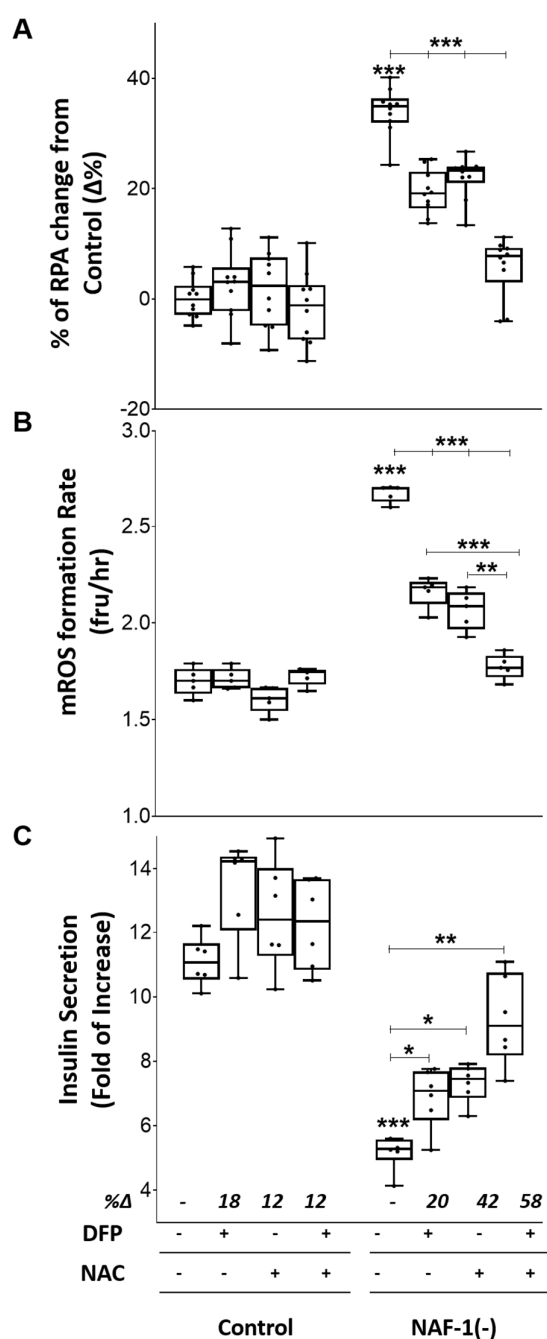 A
% of RPA change from
Control (Δ%)
40
20
0
-20
***
***
B
mROS formation Rate
(fru/hr)
3.0
2.5
2.0
1.5
1.0
***
***
***
**
C
Insulin Secretion
(Fold of Increase)
14
12
10
8
6
4
**
*
*
***
%Δ - 18 12 12 - 20 42 58
DFP - + - + - + - +
NAC - - + + - - + +
Control NAF-1(-)